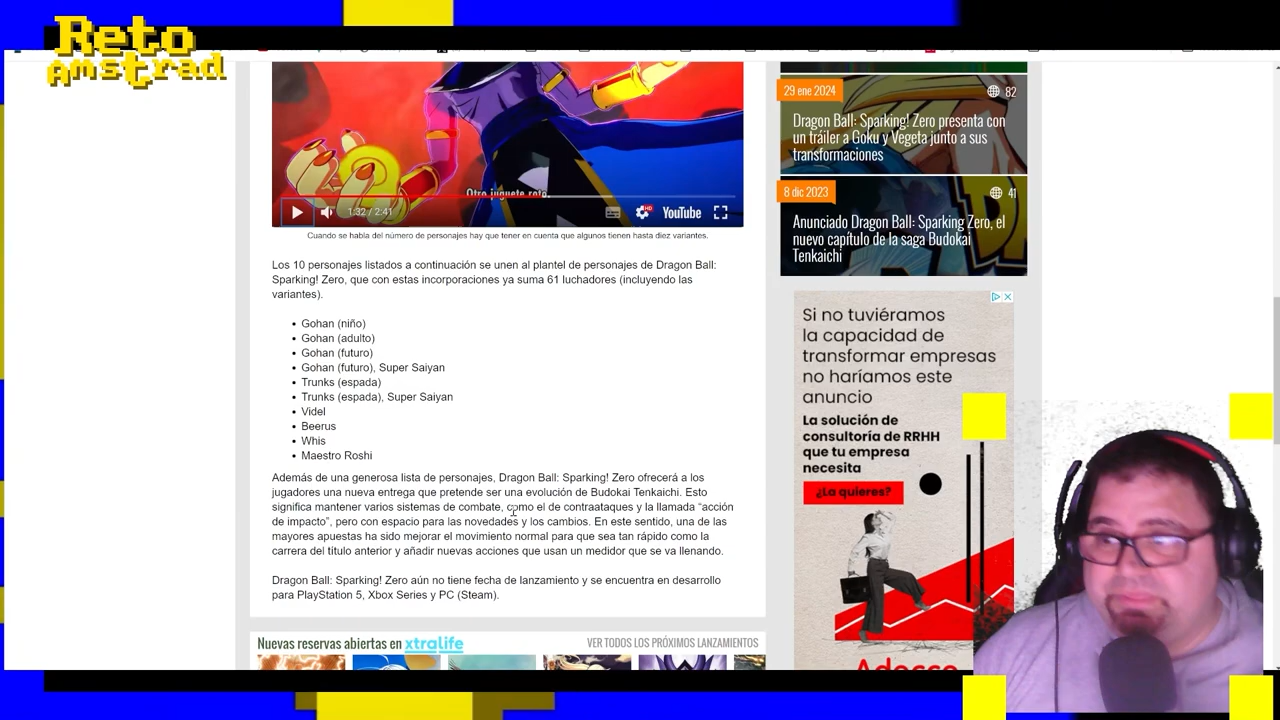 Reto
Amstrad
Otro juguete roto.
1:32 / 2:41
HD
YouTube
Cuando se habla del número de personajes hay que tener en cuenta que algunos tienen hasta diez variantes.
Los 10 personajes listados a continuación se unen al plantel de personajes de Dragon Ball:
Sparking! Zero, que con estas incorporaciones ya suma 61 luchadores (incluyendo las
variantes).
• Gohan (niño)
• Gohan (adulto)
• Gohan (futuro)
• Gohan (futuro), Super Saiyan
• Trunks (espada)
• Trunks (espada), Super Saiyan
• Videl
• Beerus
• Whis
• Maestro Roshi
Además de una generosa lista de personajes, Dragon Ball: Sparking! Zero ofrecerá a los
jugadores una nueva entrega que pretende ser una evolución de Budokai Tenkaichi. Esto
significa mantener varios sistemas de combate, como el de contraataques y la llamada “acción
de impacto”, pero con espacio para las novedades y los cambios. En este sentido, una de las
mayores apuestas ha sido mejorar el movimiento normal para que sea tan rápido como la
carrera del título anterior y añadir nuevas acciones que usan un medidor que se va llenando.
Dragon Ball: Sparking! Zero aún no tiene fecha de lanzamiento y se encuentra en desarrollo
para PlayStation 5, Xbox Series y PC (Steam).
Nuevas reservas abiertas en xtralife
VER TODOS LOS PRÓXIMOS LANZAMIENTOS
29 ene 2024
82
Dragon Ball: Sparking! Zero presenta con
un tráiler a Goku y Vegeta junto a sus
transformaciones
8 dic 2023
41
Anunciado Dragon Ball: Sparking Zero, el
nuevo capítulo de la saga Budokai
Tenkaichi
Si no tuviéramos
la capacidad de
transformar empresas
no haríamos este
anuncio
La solución de
consultoría de RRHH
que tu empresa
necesita
¿La quieres?
Adecco